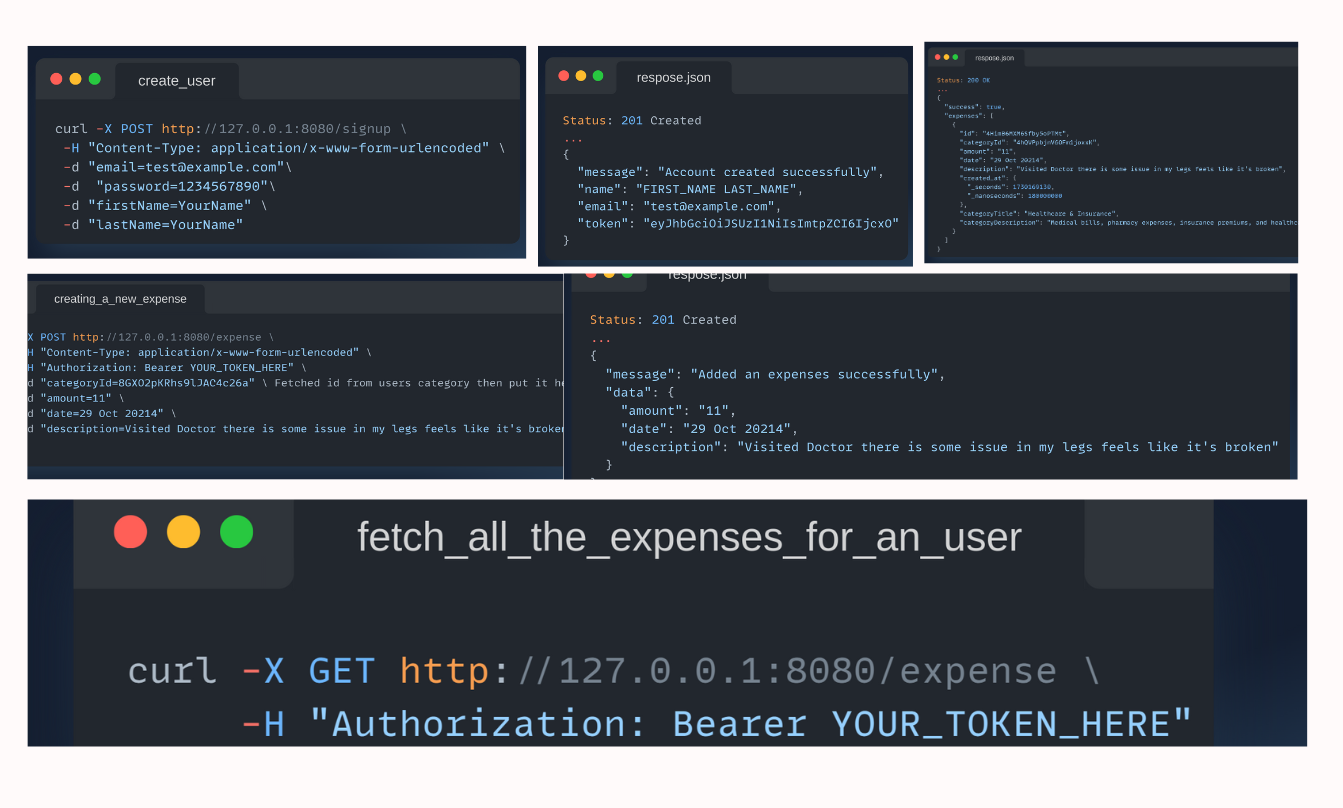 create_user
curl -X POST http://127.0.0.1:8080/signup \
-H "Content-Type: application/x-www-form-urlencoded" \
-d "email=test@example.com"\
-d  "password=1234567890"\
-d "firstName=YourName" \
-d "lastName=YourName"
respose.json
Status: 201 Created
...
{
"message": "Account created successfully",
"name": "FIRST_NAME LAST_NAME",
"email": "test@example.com",
"token": "eyJhbGciOiJSUzI1NiIsImtpZCI6IjcxO"
}
respose.json
Status: 200 OK
...
{
"success": true,
"expenses": [
{
"id":
"categoryId":
"amount": "11",
"date": "29 Oct 20214",
"description": "Visited Doctor there is some issue in my legs feels like it's broken",
"created_at": {
"_seconds": 1730169130,
"_nanoseconds": 188000000
},
"categoryTitle": "Healthcare & Insurance",
"categoryDescription": "Medical bills, pharmacy expenses, insurance premiums, and healthc
}
]
}
creating_a_new_expense
X POST http://127.0.0.1:8080/expense \
H "Content-Type: application/x-www-form-urlencoded" \
H "Authorization: Bearer YOUR_TOKEN_HERE" \
d "categoryId=8GXO2pKRhs9lJAC4c26a" \ Fetched id from users category then put it he
d "amount=11" \
d "date=29 Oct 20214" \
d "description=Visited Doctor there is some issue in my legs feels like it's broken
respose.json
Status: 201 Created
...
{
"message": "Added an expenses successfully",
"data": {
"amount": "11",
"date": "29 Oct 20214",
"description": "Visited Doctor there is some issue in my legs feels like it's broken"
}
fetch_all_the_expenses_for_an_user
curl -X GET http://127.0.0.1:8080/expense \
-H "Authorization: Bearer YOUR_TOKEN_HERE"